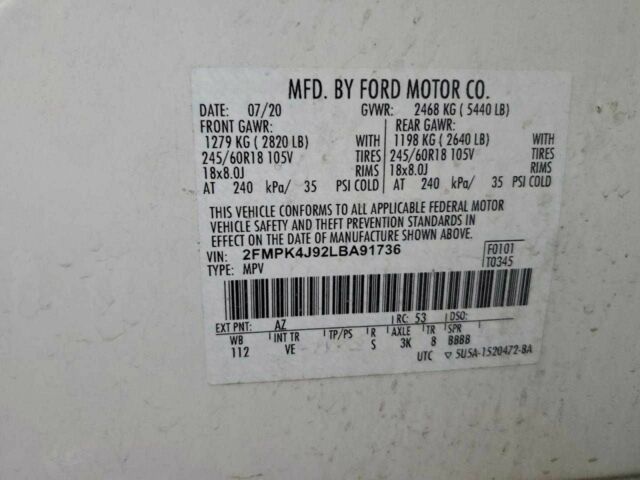 MFD. BY FORD MOTOR CO.
DATE: 07/20 GVWR: 2468 KG ( 5440 LB)
FRONT GAWR: REAR GAWR:
1279 KG ( 2820 LB) WITH 1198 KG ( 2640 LB) WITH
245/60R18 105V TIRES 245/60R18 105V TIRES
18x8.0J RIMS 18x8.0J RIMS
AT 240 kPa/ 35 PSI COLD AT 240 kPa/ 35 PSI COLD
THIS VEHICLE CONFORMS TO ALL APPLICABLE FEDERAL MOTOR
VEHICLE SAFETY AND THEFT PREVENTION STANDARDS IN
EFFECT ON THE DATE OF MANUFACTURE SHOWN ABOVE.
VIN: 2FMPK4J92LBA91736 F0101
TYPE: MPV T0345
EXT PNT: AZ RC: 53 DSO:
WB INT TR TP/PS R AXLE TR SPR
112 VE S 3K 8 BBBB
UTC ▽ 5U5A-1520472-BA